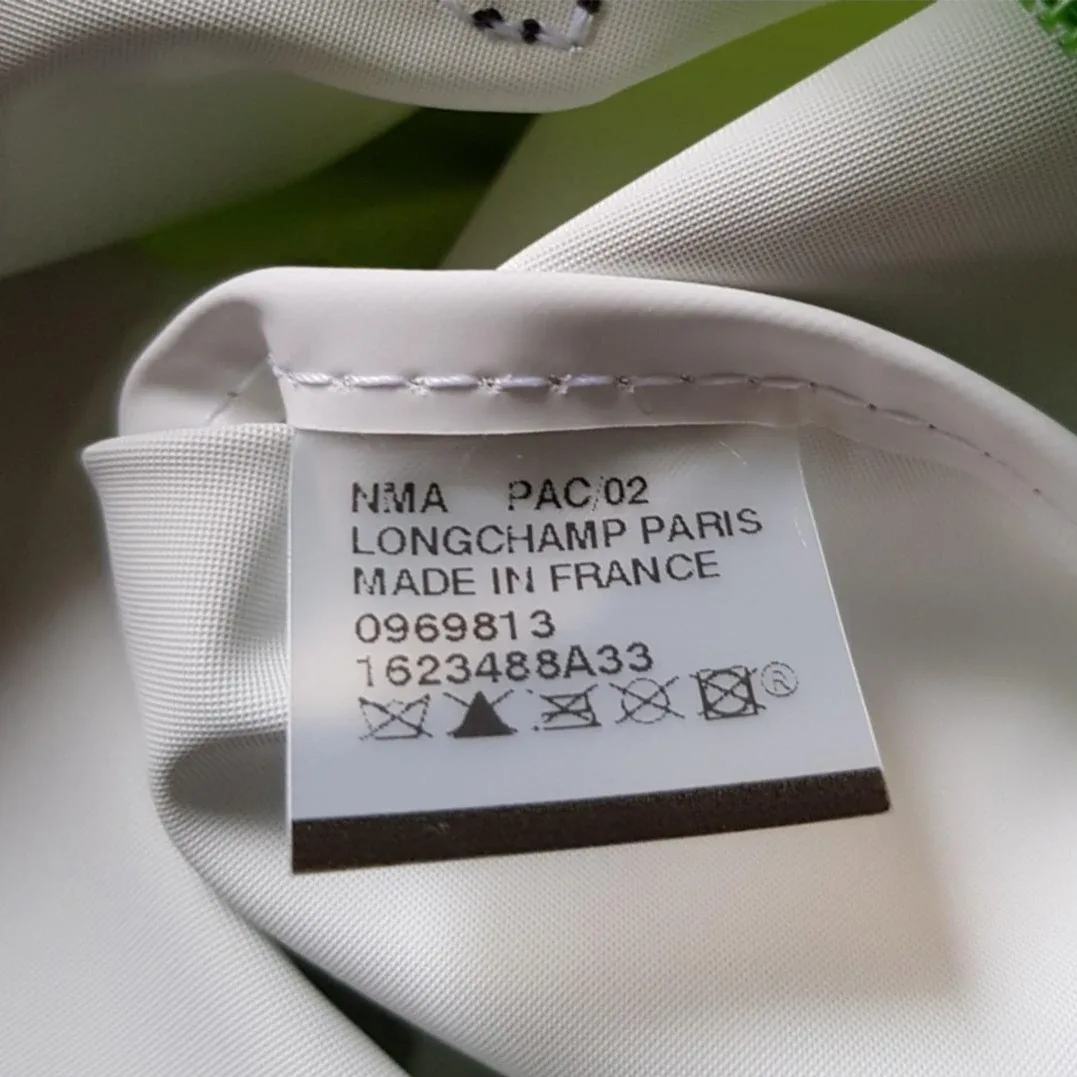 NMA PAC/02
LONGCHAMP PARIS
MADE IN FRANCE
0969813
1623488A33
®